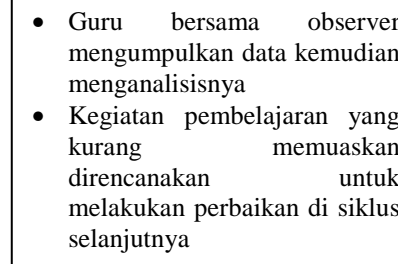 • Guru bersama observer
mengumpulkan data kemudian
menganalisisnya
• Kegiatan pembelajaran yang
kurang memuaskan
direncanakan untuk
melakukan perbaikan di siklus
selanjutnya